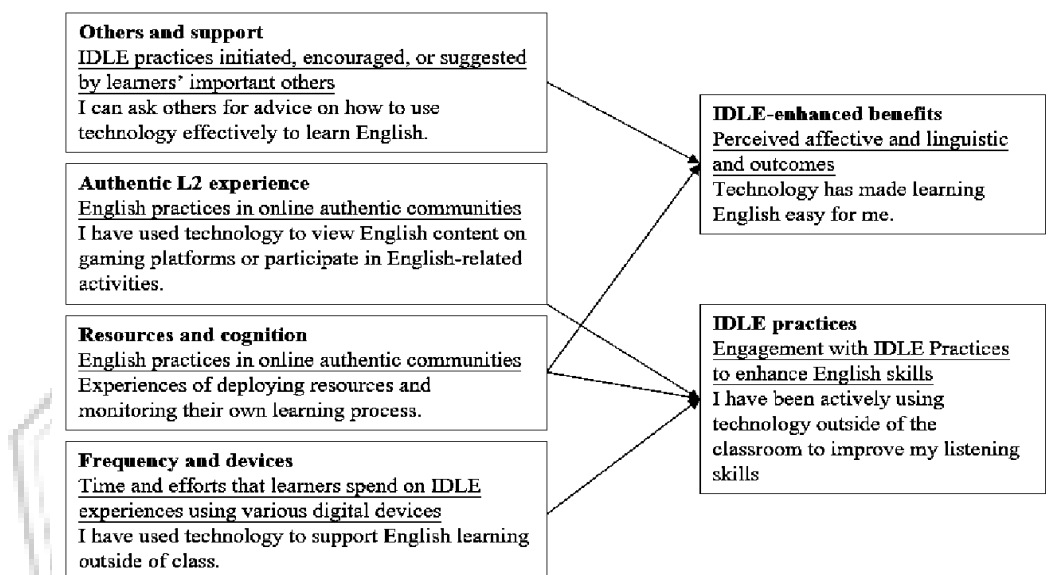 Others and support
IDLE practices initiated, encouraged, or suggested
by learners' important others
I can ask others for advice on how to use
technology effectively to learn English.
Authentic L2 experience
English practices in online authentic communities
I have used technology to view English content on
gaming platforms or participate in English-related
activities.
Resources and cognition
English practices in online authentic communities
Experiences of deploying resources and
monitoring their own learning process.
Frequency and devices
Time and efforts that learners spend on IDLE
experiences using various digital devices
I have used technology to support English learning
outside of class.
IDLE-enhanced benefits
Perceived affective and linguistic
and outcomes
Technology has made learning
English easy for me.
IDLE practices
Engagement with IDLE Practices
to enhance English skills
I have been actively using
technology outside of the
classroom to improve my listening
skills